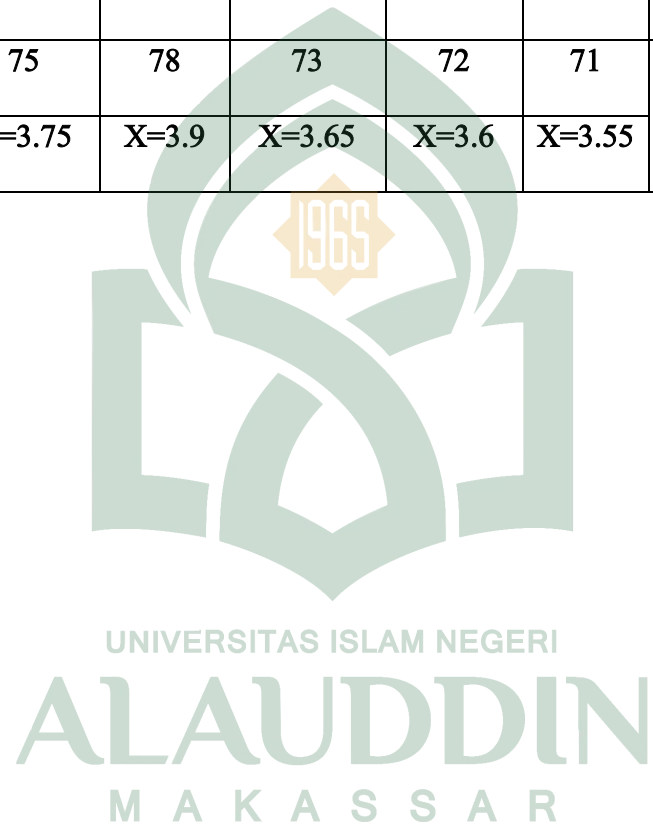 75 78 73 72 71
=3.75 X=3.9 X=3.65 X=3.6 X=3.55
1965
UNIVERSITAS ISLAM NEGERI
ALAUDDIN
MAKASSAR